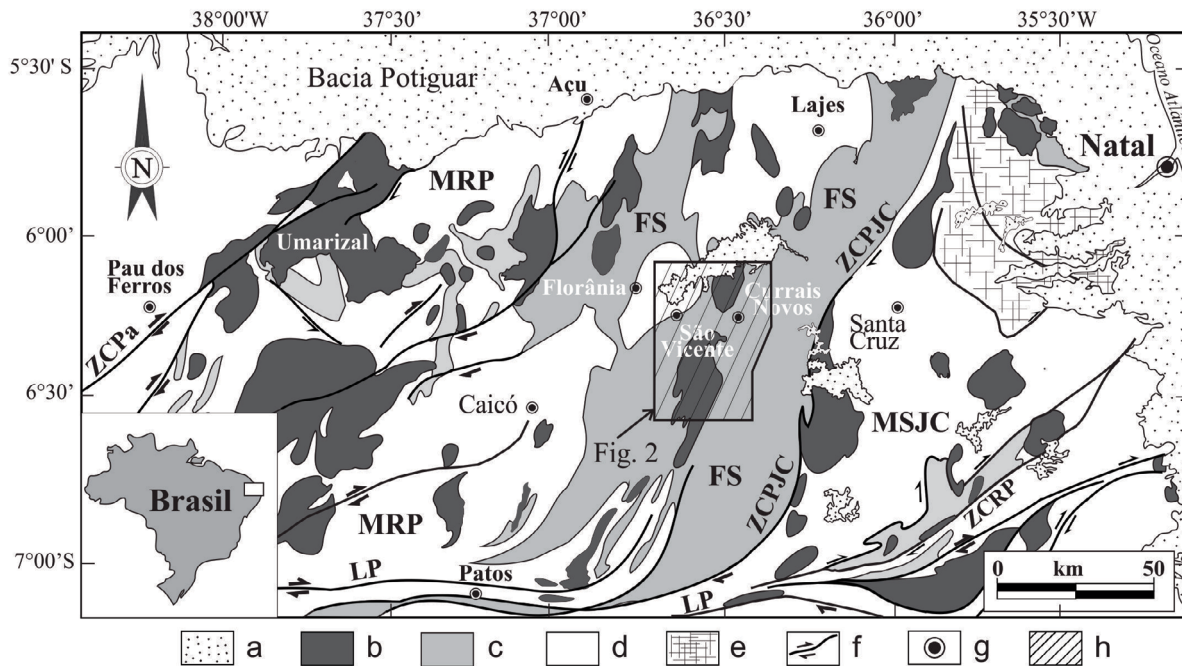 38°00'W 37°30'W 37°00'W 36°30'W 36°00'W 35°30'W
5°30' S
6°00'
6°30'
7°00'S
Oceano Atlântico
Bacia Potiguar
Açu
Lajes
Natal
N
MRP
FS
FS
ZCPJC
Umarizal
Pau dos
Ferros
Florânia
Currais
Novos
São
Vicente
Santa
Cruz
ZCPa
Caicó
Fig. 2
MSJC
FS
ZCPJC
ZCRP
Brasil
MRP
LP
Patos
LP
0 km 50
a b c d e f g h